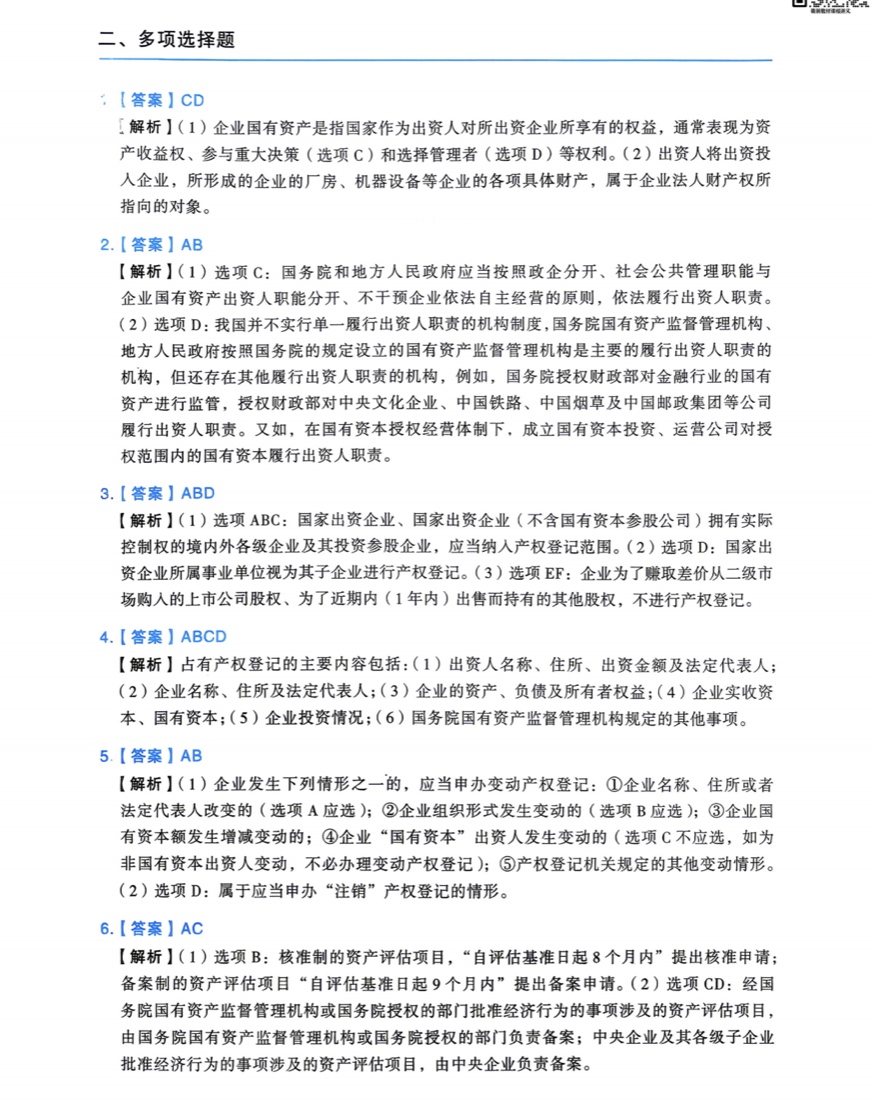 二、多项选择题
1.【答案】CD
【解析】(1)企业国有资产是指国家作为出资人对所出资企业所享有的权益，通常表现为资
产收益权、参与重大决策（选项C）和选择管理者（选项D）等权利。(2)出资人将出资投
入企业，所形成的企业的厂房、机器设备等企业的各项具体财产，属于企业法人财产权所
指向的对象。
2.【答案】AB
【解析】(1)选项C：国务院和地方人民政府应当按照政企分开、社会公共管理职能与
企业国有资产出资人职能分开、不干预企业依法自主经营的原则，依法履行出资人职责。
(2)选项D：我国并不实行单一履行出资人职责的机构制度，国务院国有资产监督管理机构、
地方人民政府按照国务院的规定设立的国有资产监督管理机构是主要的履行出资人职责的
机构，但还存在其他履行出资人职责的机构，例如，国务院授权财政部对金融行业的国有
资产进行监管，授权财政部对中央文化企业、中国铁路、中国烟草及中国邮政集团等公司
履行出资人职责。又如，在国有资本授权经营体制下，成立国有资本投资、运营公司对授
权范围内的国有资本履行出资人职责。
3.【答案】ABD
【解析】(1)选项ABC：国家出资企业、国家出资企业（不含国有资本参股公司）拥有实际
控制权的境内外各级企业及其投资参股企业，应当纳入产权登记范围。(2)选项D：国家出
资企业所属事业单位视为其子企业进行产权登记。(3)选项EF：企业为了赚取差价从二级市
场购入的上市公司股权、为了近期内（1年内）出售而持有的其他股权，不进行产权登记。
4.【答案】ABCD
【解析】占有产权登记的主要内容包括：(1)出资人名称、住所、出资金额及法定代表人；
(2)企业名称、住所及法定代表人；(3)企业的资产、负债及所有者权益；(4)企业实收资
本、国有资本；(5)企业投资情况；(6)国务院国有资产监督管理机构规定的其他事项。
5.【答案】AB
【解析】(1)企业发生下列情形之一的，应当申办变动产权登记：①企业名称、住所或者
法定代表人改变的（选项A应选）；②企业组织形式发生变动的（选项B应选）；③企业国
有资本额发生增减变动的；④企业“国有资本”出资人发生变动的（选项C不应选，如为
非国有资本出资人变动，不必办理变动产权登记）；⑤产权登记机关规定的其他变动情形。
(2)选项D：属于应当申办“注销”产权登记的情形。
6.【答案】AC
【解析】(1)选项B：核准制的资产评估项目，“自评估基准日起8个月内”提出核准申请；
备案制的资产评估项目“自评估基准日起9个月内”提出备案申请。(2)选项CD：经国
务院国有资产监督管理机构或国务院授权的部门批准经济行为的事项涉及的资产评估项目，
由国务院国有资产监督管理机构或国务院授权的部门负责备案；中央企业及其各级子企业
批准经济行为的事项涉及的资产评估项目，由中央企业负责备案。